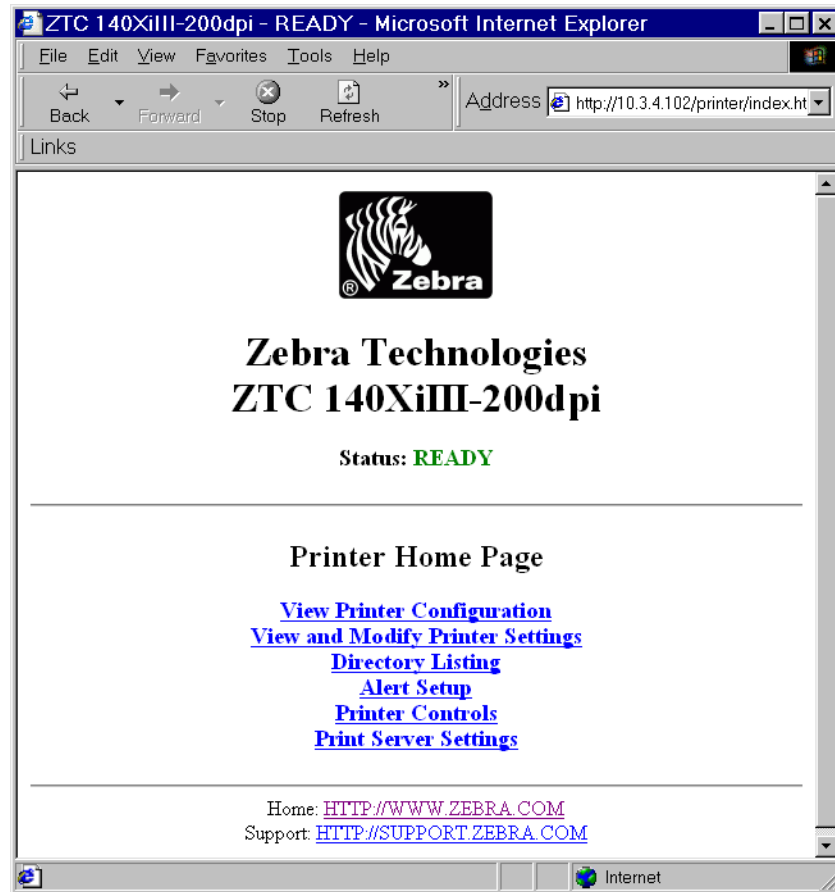 ZTC 140XiIII-200dpi - READY - Microsoft Internet Explorer
File Edit View Favorites Tools Help
Back Forward Stop Refresh » Address http://10.3.4.102/printer/index.ht
Links
® Zebra
Zebra Technologies
ZTC 140XiIII-200dpi
Status: READY
Printer Home Page
View Printer Configuration
View and Modify Printer Settings
Directory Listing
Alert Setup
Printer Controls
Print Server Settings
Home: HTTP://WWW.ZEBRA.COM
Support: HTTP://SUPPORT.ZEBRA.COM
Internet